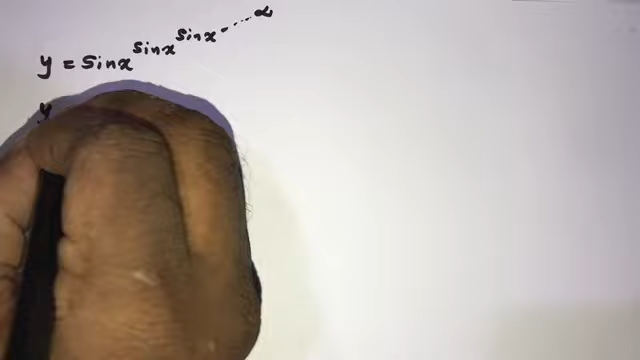 y = sinx^sinx^sinx.....∝
y